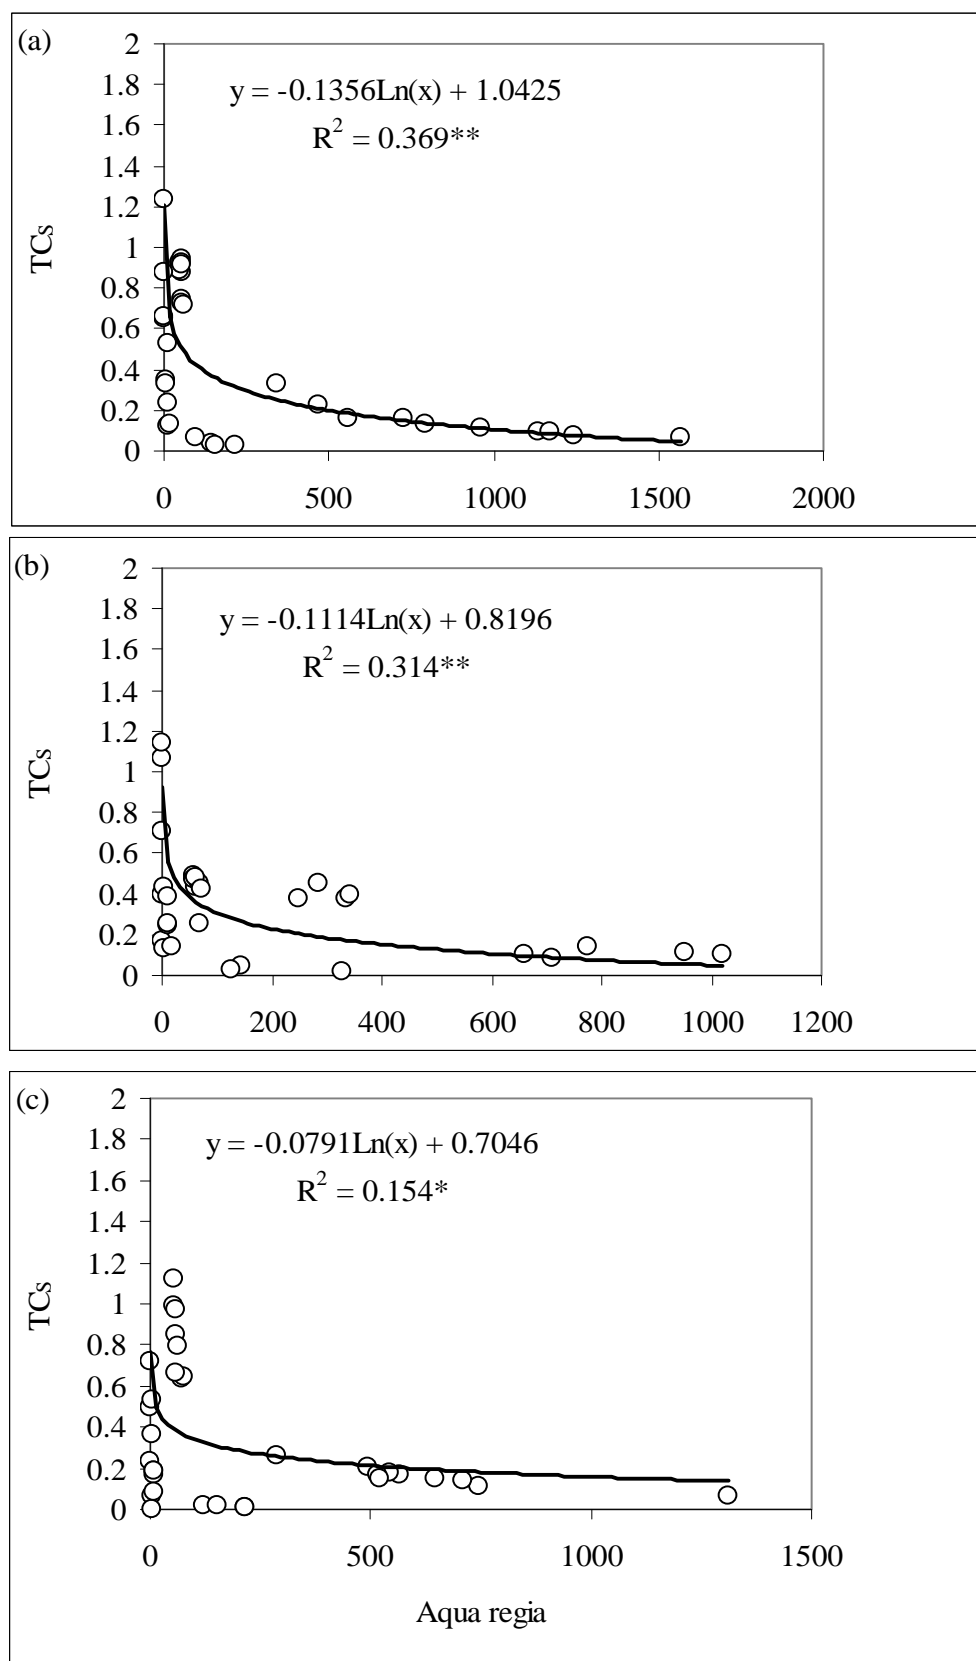 (a)
y = -0.1356Ln(x) + 1.0425
R² = 0.369**
TCs
2
1.8
1.6
1.4
1.2
1
0.8
0.6
0.4
0.2
0
0 500 1000 1500 2000
(b)
y = -0.1114Ln(x) + 0.8196
R² = 0.314**
TCs
2
1.8
1.6
1.4
1.2
1
0.8
0.6
0.4
0.2
0
0 200 400 600 800 1000 1200
(c)
y = -0.0791Ln(x) + 0.7046
R² = 0.154*
TCs
2
1.8
1.6
1.4
1.2
1
0.8
0.6
0.4
0.2
0
0 500 1000 1500
Aqua regia